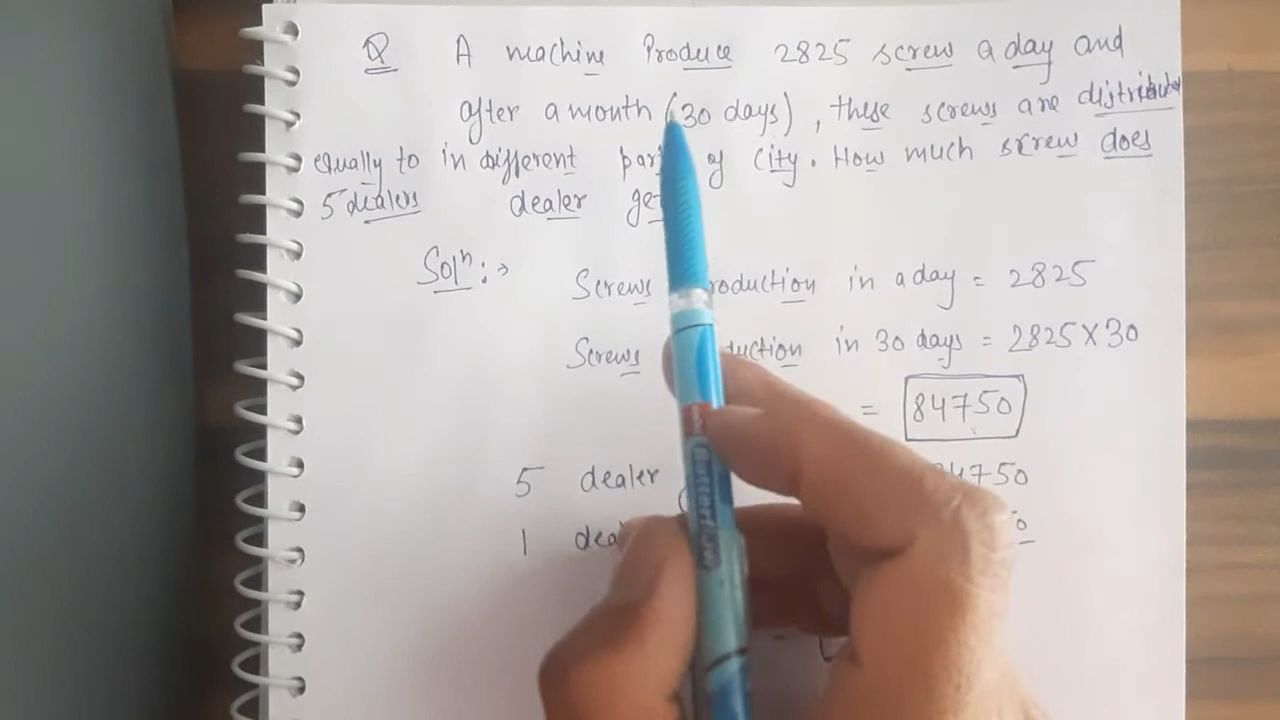 Q A machine Produce 2825 screw a day and
after a month (30 days), these screws are
equally to in different of city. How much screw does
5 dealers dealer
Solⁿ :→ Screws in a day = 2825
Screws in 30 days = 2825 X 30
= 84750
5 dealer
1